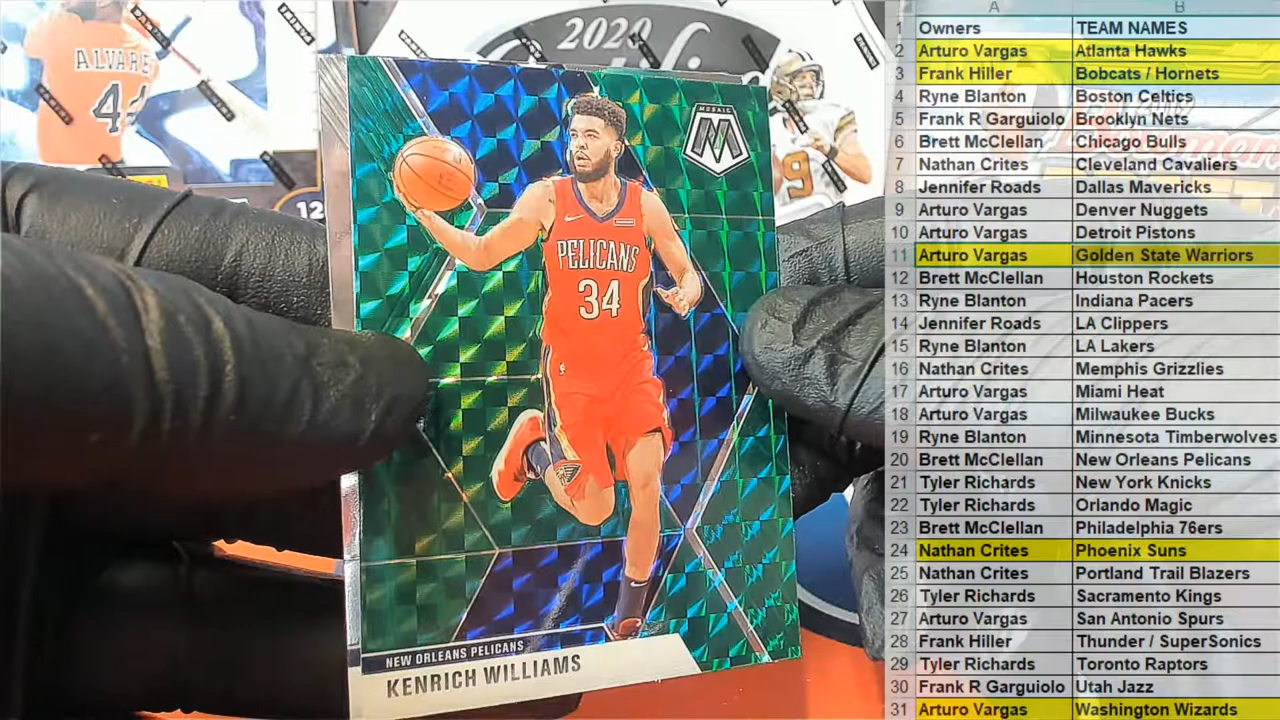 ALVARE
4
2020
12
9
MOSAIC
M
PELICANS
34
NEW ORLEANS PELICANS
KENRICH WILLIAMS
A B
1 Owners TEAM NAMES
2 Arturo Vargas Atlanta Hawks
3 Frank Hiller Bobcats / Hornets
4 Ryne Blanton Boston Celtics
5 Frank R Garguiolo Brooklyn Nets
6 Brett McClellan Chicago Bulls
7 Nathan Crites Cleveland Cavaliers
8 Jennifer Roads Dallas Mavericks
9 Arturo Vargas Denver Nuggets
10 Arturo Vargas Detroit Pistons
11 Arturo Vargas Golden State Warriors
12 Brett McClellan Houston Rockets
13 Ryne Blanton Indiana Pacers
14 Jennifer Roads LA Clippers
15 Ryne Blanton LA Lakers
16 Nathan Crites Memphis Grizzlies
17 Arturo Vargas Miami Heat
18 Arturo Vargas Milwaukee Bucks
19 Ryne Blanton Minnesota Timberwolves
20 Brett McClellan New Orleans Pelicans
21 Tyler Richards New York Knicks
22 Tyler Richards Orlando Magic
23 Brett McClellan Philadelphia 76ers
24 Nathan Crites Phoenix Suns
25 Nathan Crites Portland Trail Blazers
26 Tyler Richards Sacramento Kings
27 Arturo Vargas San Antonio Spurs
28 Frank Hiller Thunder / SuperSonics
29 Tyler Richards Toronto Raptors
30 Frank R Garguiolo Utah Jazz
31 Arturo Vargas Washington Wizards